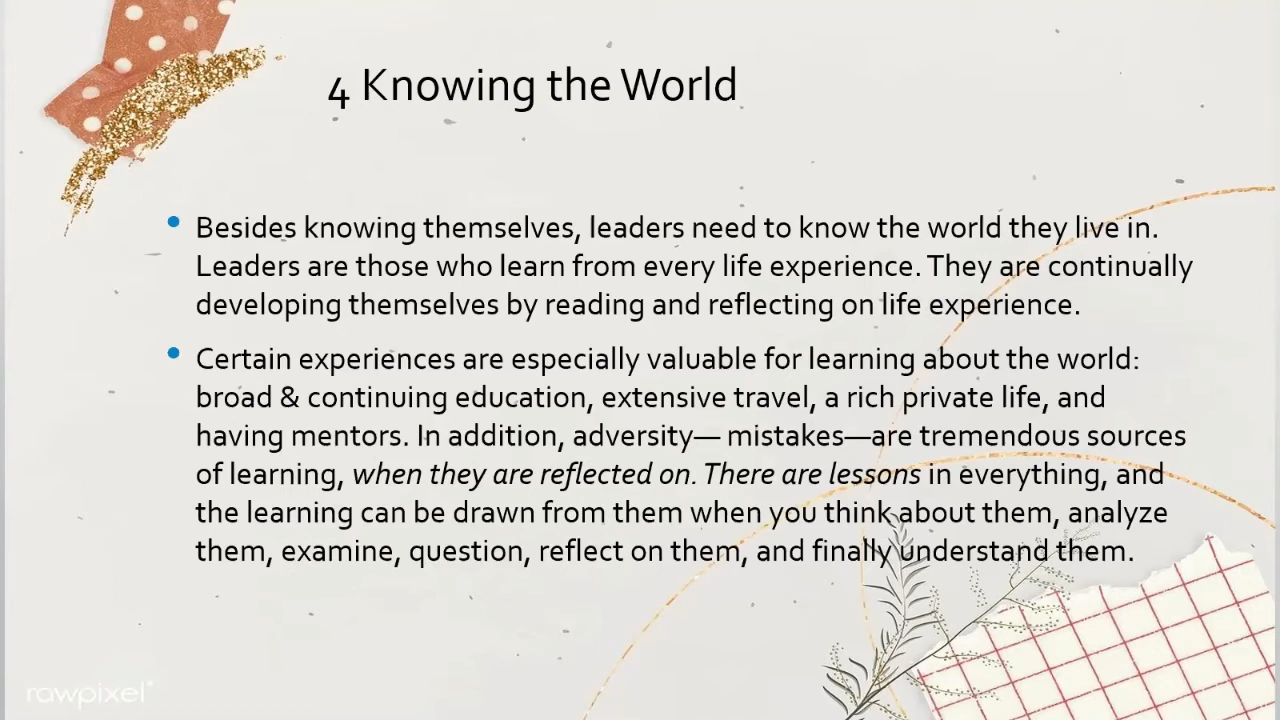 4 Knowing the World
Besides knowing themselves, leaders need to know the world they live in.
Leaders are those who learn from every life experience. They are continually
developing themselves by reading and reflecting on life experience.
Certain experiences are especially valuable for learning about the world:
broad & continuing education, extensive travel, a rich private life, and
having mentors. In addition, adversity— mistakes—are tremendous sources
of learning, when they are reflected on. There are lessons in everything, and
the learning can be drawn from them when you think about them, analyze
them, examine, question, reflect on them, and finally understand them.
rawpixel